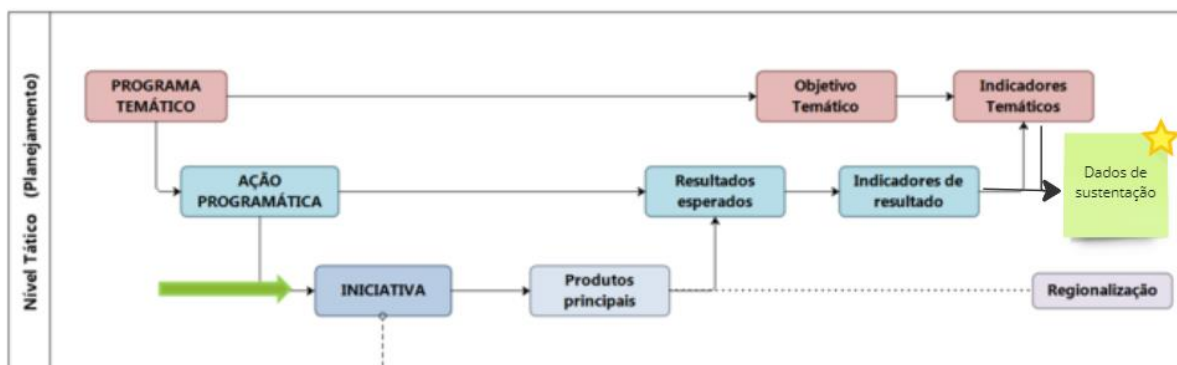 Nível Tático (Planejamento)
PROGRAMA
TEMÁTICO
Objetivo
Temático
Indicadores
Temáticos
Dados de
sustentação
AÇÃO
PROGRAMÁTICA
Resultados
esperados
Indicadores de
resultado
INICIATIVA
Produtos
principais
Regionalização